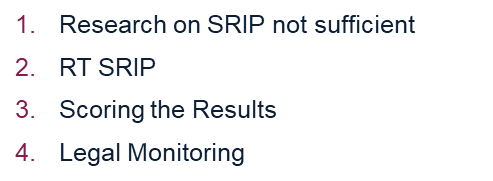 1. Research on SRIP not sufficient
2. RT SRIP
3. Scoring the Results
4. Legal Monitoring